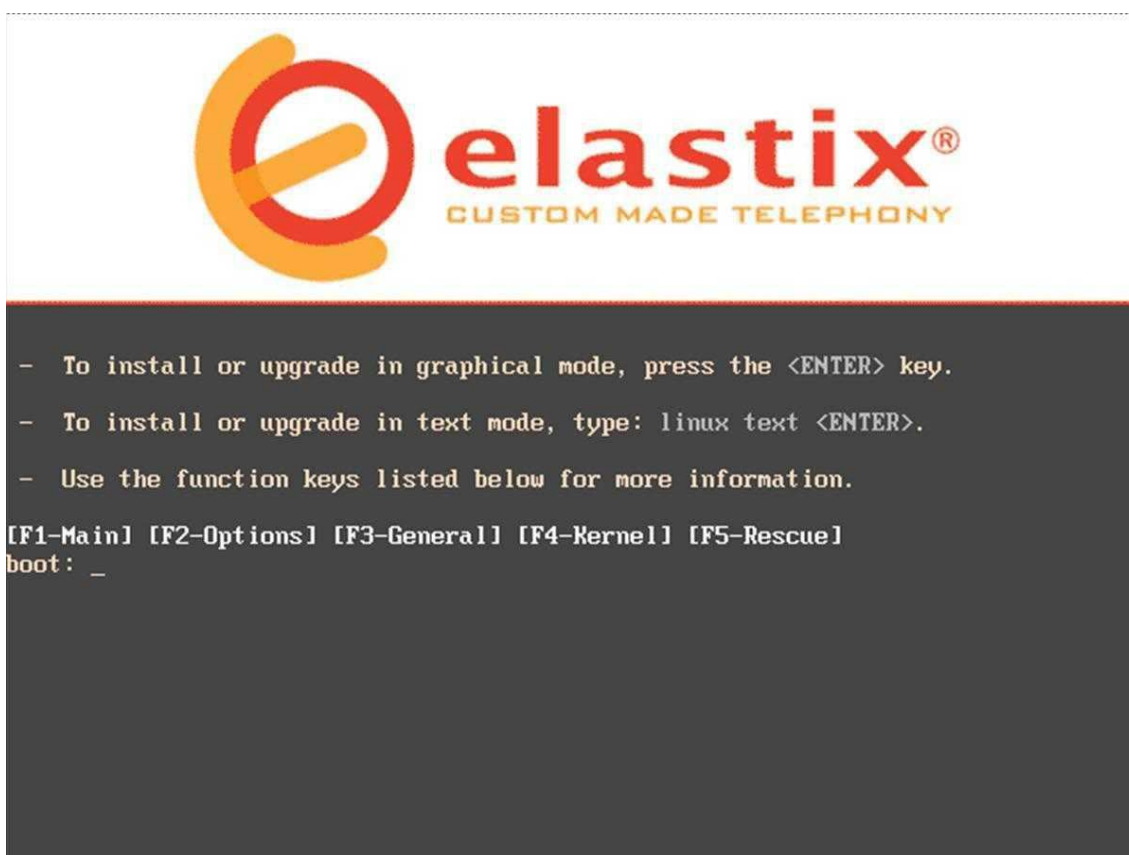 elastix®
CUSTOM MADE TELEPHONY
- To install or upgrade in graphical mode, press the <ENTER> key.
- To install or upgrade in text mode, type: linux text <ENTER>.
- Use the function keys listed below for more information.
[F1-Main] [F2-Options] [F3-General] [F4-Kernel] [F5-Rescue]
boot: _